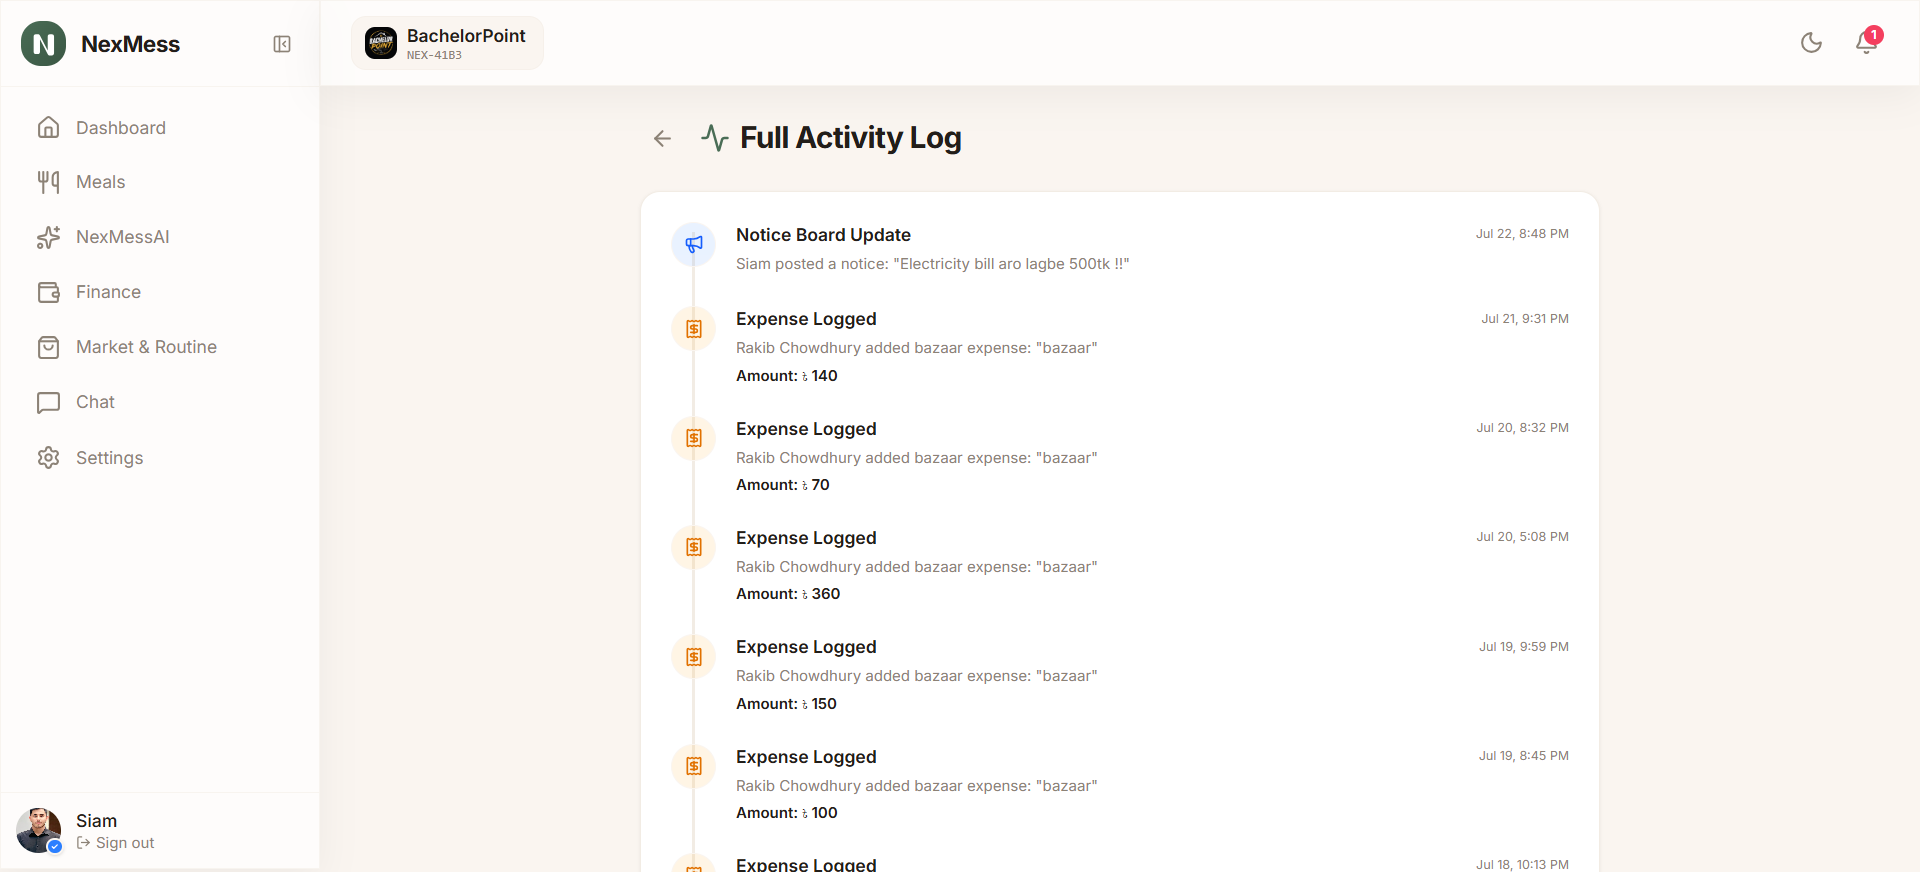 NexMess
BachelorPoint
NEX-41B3
1
Dashboard
Meals
NexMessAI
Finance
Market & Routine
Chat
Settings
Siam
Sign out
Full Activity Log
Notice Board Update
Jul 22, 8:48 PM
Siam posted a notice: "Electricity bill aro lagbe 500tk !!"
Expense Logged
Jul 21, 9:31 PM
Rakib Chowdhury added bazaar expense: "bazaar"
Amount: ৳ 140
Expense Logged
Jul 20, 8:32 PM
Rakib Chowdhury added bazaar expense: "bazaar"
Amount: ৳ 70
Expense Logged
Jul 20, 5:08 PM
Rakib Chowdhury added bazaar expense: "bazaar"
Amount: ৳ 360
Expense Logged
Jul 19, 9:59 PM
Rakib Chowdhury added bazaar expense: "bazaar"
Amount: ৳ 150
Expense Logged
Jul 19, 8:45 PM
Rakib Chowdhury added bazaar expense: "bazaar"
Amount: ৳ 100
Expense Logged
Jul 18, 10:13 PM